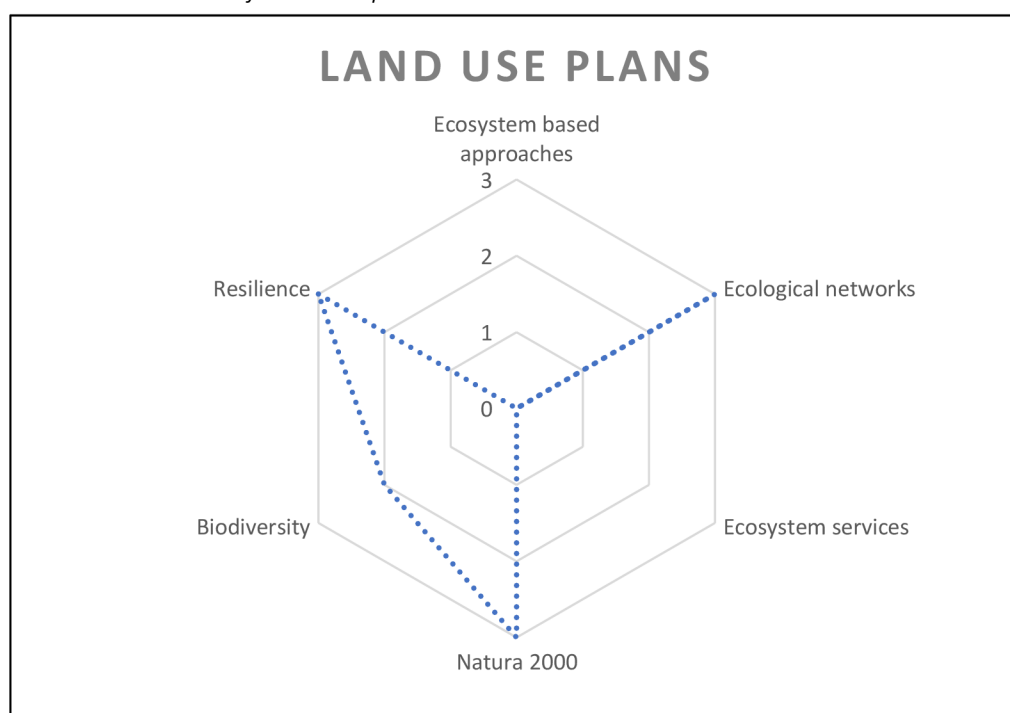 LAND USE PLANS
Ecosystem based
approaches
3
2
1
0
Resilience
Ecological networks
Biodiversity
Ecosystem services
Natura 2000